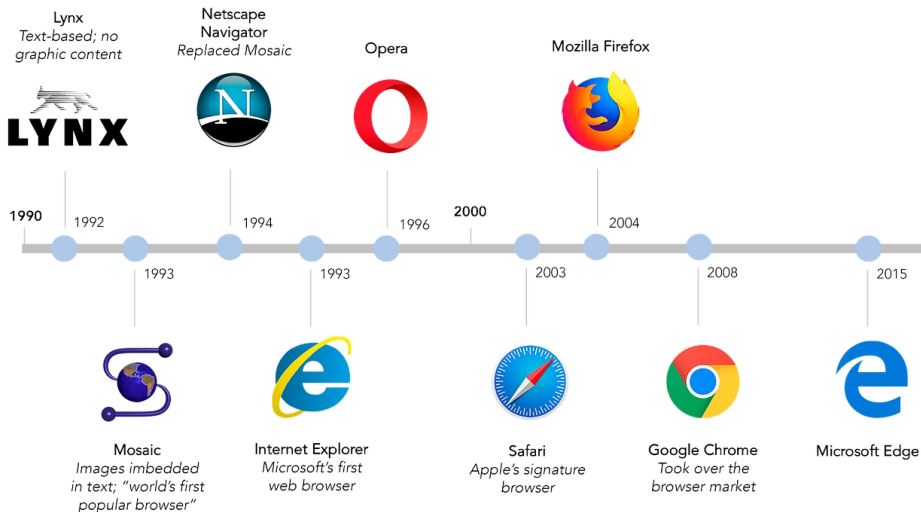 Lynx
Text-based; no
graphic content
LYNX
Netscape
Navigator
Replaced Mosaic
N
Opera
Mozilla Firefox
1990
1992
1994
1996
2000
2004
1993
1993
2003
2008
2015
Mosaic
Images imbedded
in text; “world’s first
popular browser”
Internet Explorer
Microsoft’s first
web browser
Safari
Apple’s signature
browser
Google Chrome
Took over the
browser market
Microsoft Edge